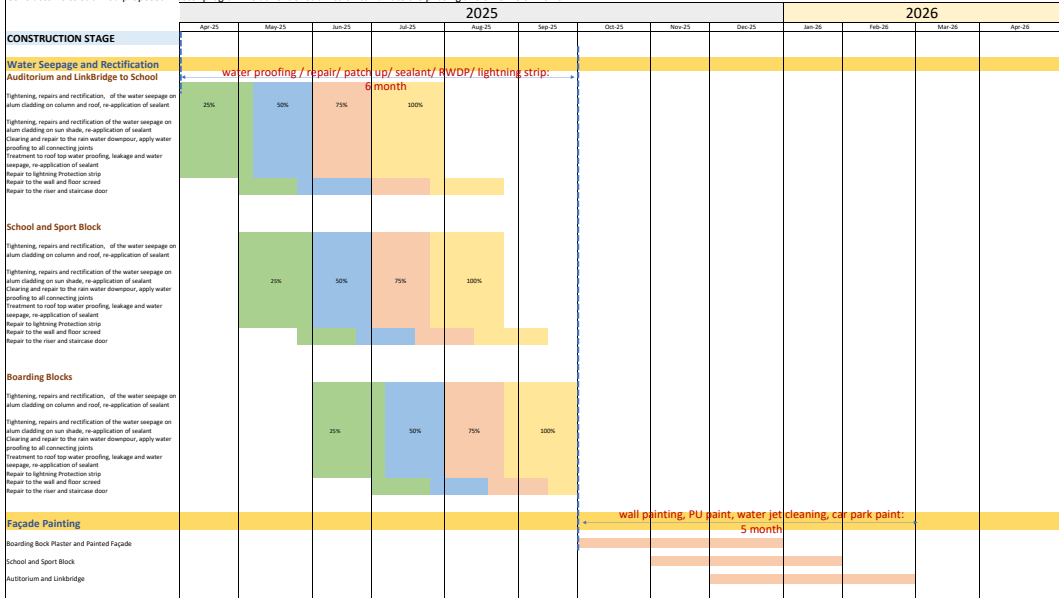 2025 2026
Apr-25 May-25 Jun-25 Jul-25 Aug-25 Sep-25 Oct-25 Nov-25 Dec-25 Jan-26 Feb-26 Mar-26 Apr-26
CONSTRUCTION STAGE
Water Seepage and Rectification
Auditorium and LinkBridge to School
water proofing / repair/ patch up/ sealant/ RWDP/ lightning strip:
6 month
Tightening, repairs and rectification, of the water seepage on
alum cladding on column and roof, re-application of sealant
25% 50% 75% 100%
Tightening, repairs and rectification of the water seepage on
alum cladding on sun shade, re-application of sealant
Clearing and repair to the rain water downpour, apply water
proofing to all connecting joints
Treatment to roof top water proofing, leakage and water
seepage, re-application of sealant
Repair to lightning Protection strip
Repair to the wall and floor screed
Repair to the riser and staircase door
School and Sport Block
Tightening, repairs and rectification, of the water seepage on
alum cladding on column and roof, re-application of sealant
Tightening, repairs and rectification of the water seepage on
alum cladding on sun shade, re-application of sealant
25% 50% 75% 100%
Clearing and repair to the rain water downpour, apply water
proofing to all connecting joints
Treatment to roof top water proofing, leakage and water
seepage, re-application of sealant
Repair to lightning Protection strip
Repair to the wall and floor screed
Repair to the riser and staircase door
Boarding Blocks
Tightening, repairs and rectification, of the water seepage on
alum cladding on column and roof, re-application of sealant
Tightening, repairs and rectification of the water seepage on
alum cladding on sun shade, re-application of sealant
25% 50% 75% 100%
Clearing and repair to the rain water downpour, apply water
proofing to all connecting joints
Treatment to roof top water proofing, leakage and water
seepage, re-application of sealant
Repair to lightning Protection strip
Repair to the wall and floor screed
Repair to the riser and staircase door
Façade Painting
wall painting, PU paint, water jet cleaning, car park paint:
5 month
Boarding Bock Plaster and Painted Façade
School and Sport Block
Autitorium and Linkbridge